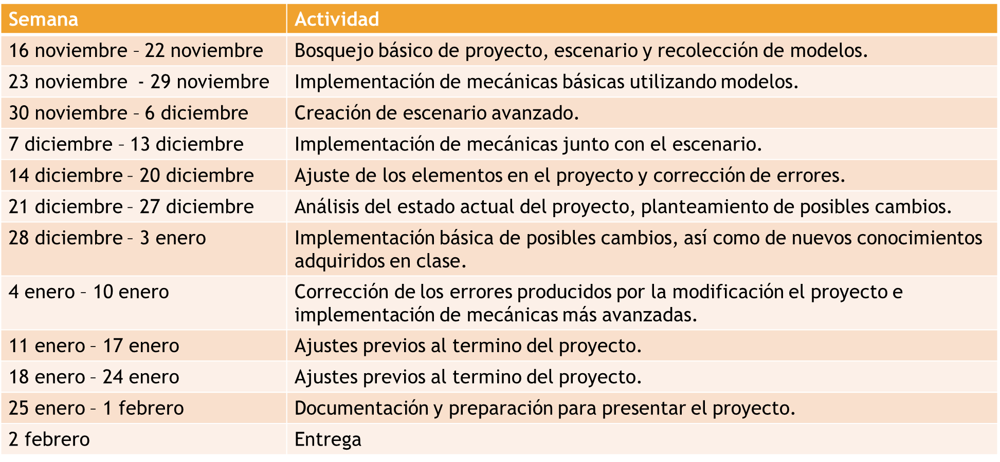 Semana Actividad
16 noviembre – 22 noviembre Bosquejo básico de proyecto, escenario y recolección de modelos.
23 noviembre  - 29 noviembre Implementación de mecánicas básicas utilizando modelos.
30 noviembre – 6 diciembre Creación de escenario avanzado.
7 diciembre – 13 diciembre Implementación de mecánicas junto con el escenario.
14 diciembre – 20 diciembre Ajuste de los elementos en el proyecto y corrección de errores.
21 diciembre – 27 diciembre Análisis del estado actual del proyecto, planteamiento de posibles cambios.
28 diciembre – 3 enero Implementación básica de posibles cambios, así como de nuevos conocimientos
adquiridos en clase.
4 enero – 10 enero Corrección de los errores producidos por la modificación el proyecto e
implementación de mecánicas más avanzadas.
11 enero – 17 enero Ajustes previos al termino del proyecto.
18 enero – 24 enero Ajustes previos al termino del proyecto.
25 enero – 1 febrero Documentación y preparación para presentar el proyecto.
2 febrero Entrega